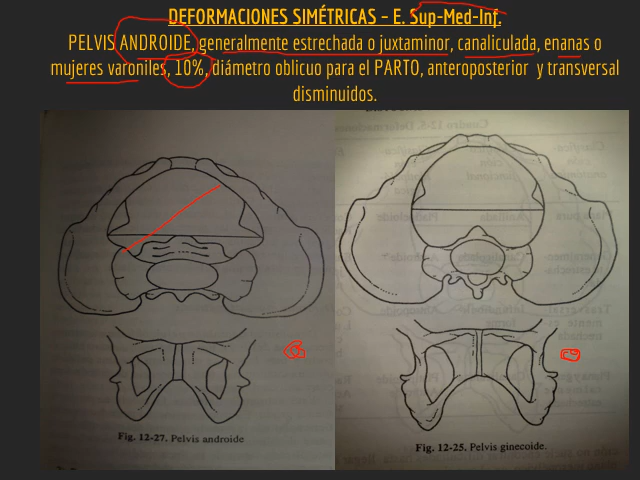 DEFORMACIONES SIMÉTRICAS – E. Sup-Med-Inf.
PELVIS ANDROIDE, generalmente estrechada o juxtaminor, canaliculada, enanas o
mujeres varoniles, 10%, diámetro oblicuo para el PARTO, anteroposterior y transversal
disminuidos.
Fig. 12-27. Pelvis androide
Fig. 12-25. Pelvis ginecoide.